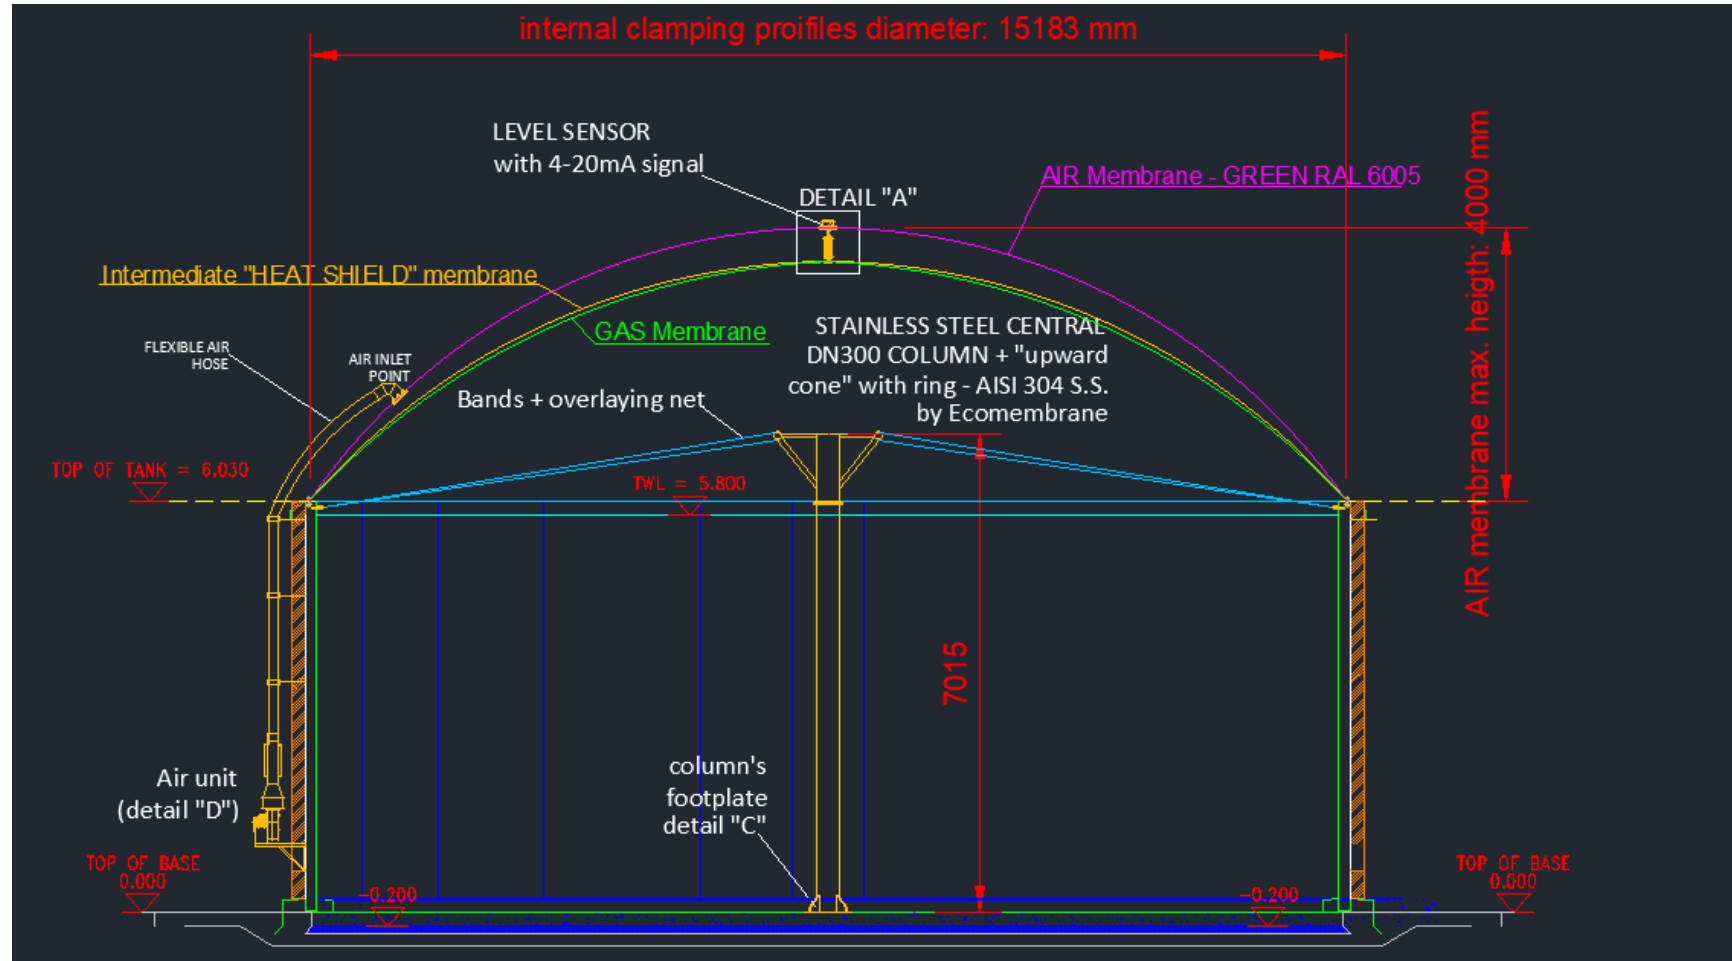 internal clamping proifiles diameter: 15183 mm
LEVEL SENSOR
with 4-20mA signal
DETAIL "A"
AIR Membrane - GREEN RAL 6005
AIR membrane max. heigth: 4000 mm
Intermediate "HEAT SHIELD" membrane
GAS Membrane
STAINLESS STEEL CENTRAL
DN300 COLUMN + "upward
cone" with ring - AISI 304 S.S.
by Ecomembrane
FLEXIBLE AIR
HOSE
AIR INLET
POINT
Bands + overlaying net
TOP OF TANK = 6.030
TWL = 5.800
7015
Air unit
(detail "D")
column's
footplate
detail "C"
TOP OF BASE
0.000
-0.200
-0.200
TOP OF BASE
0.000